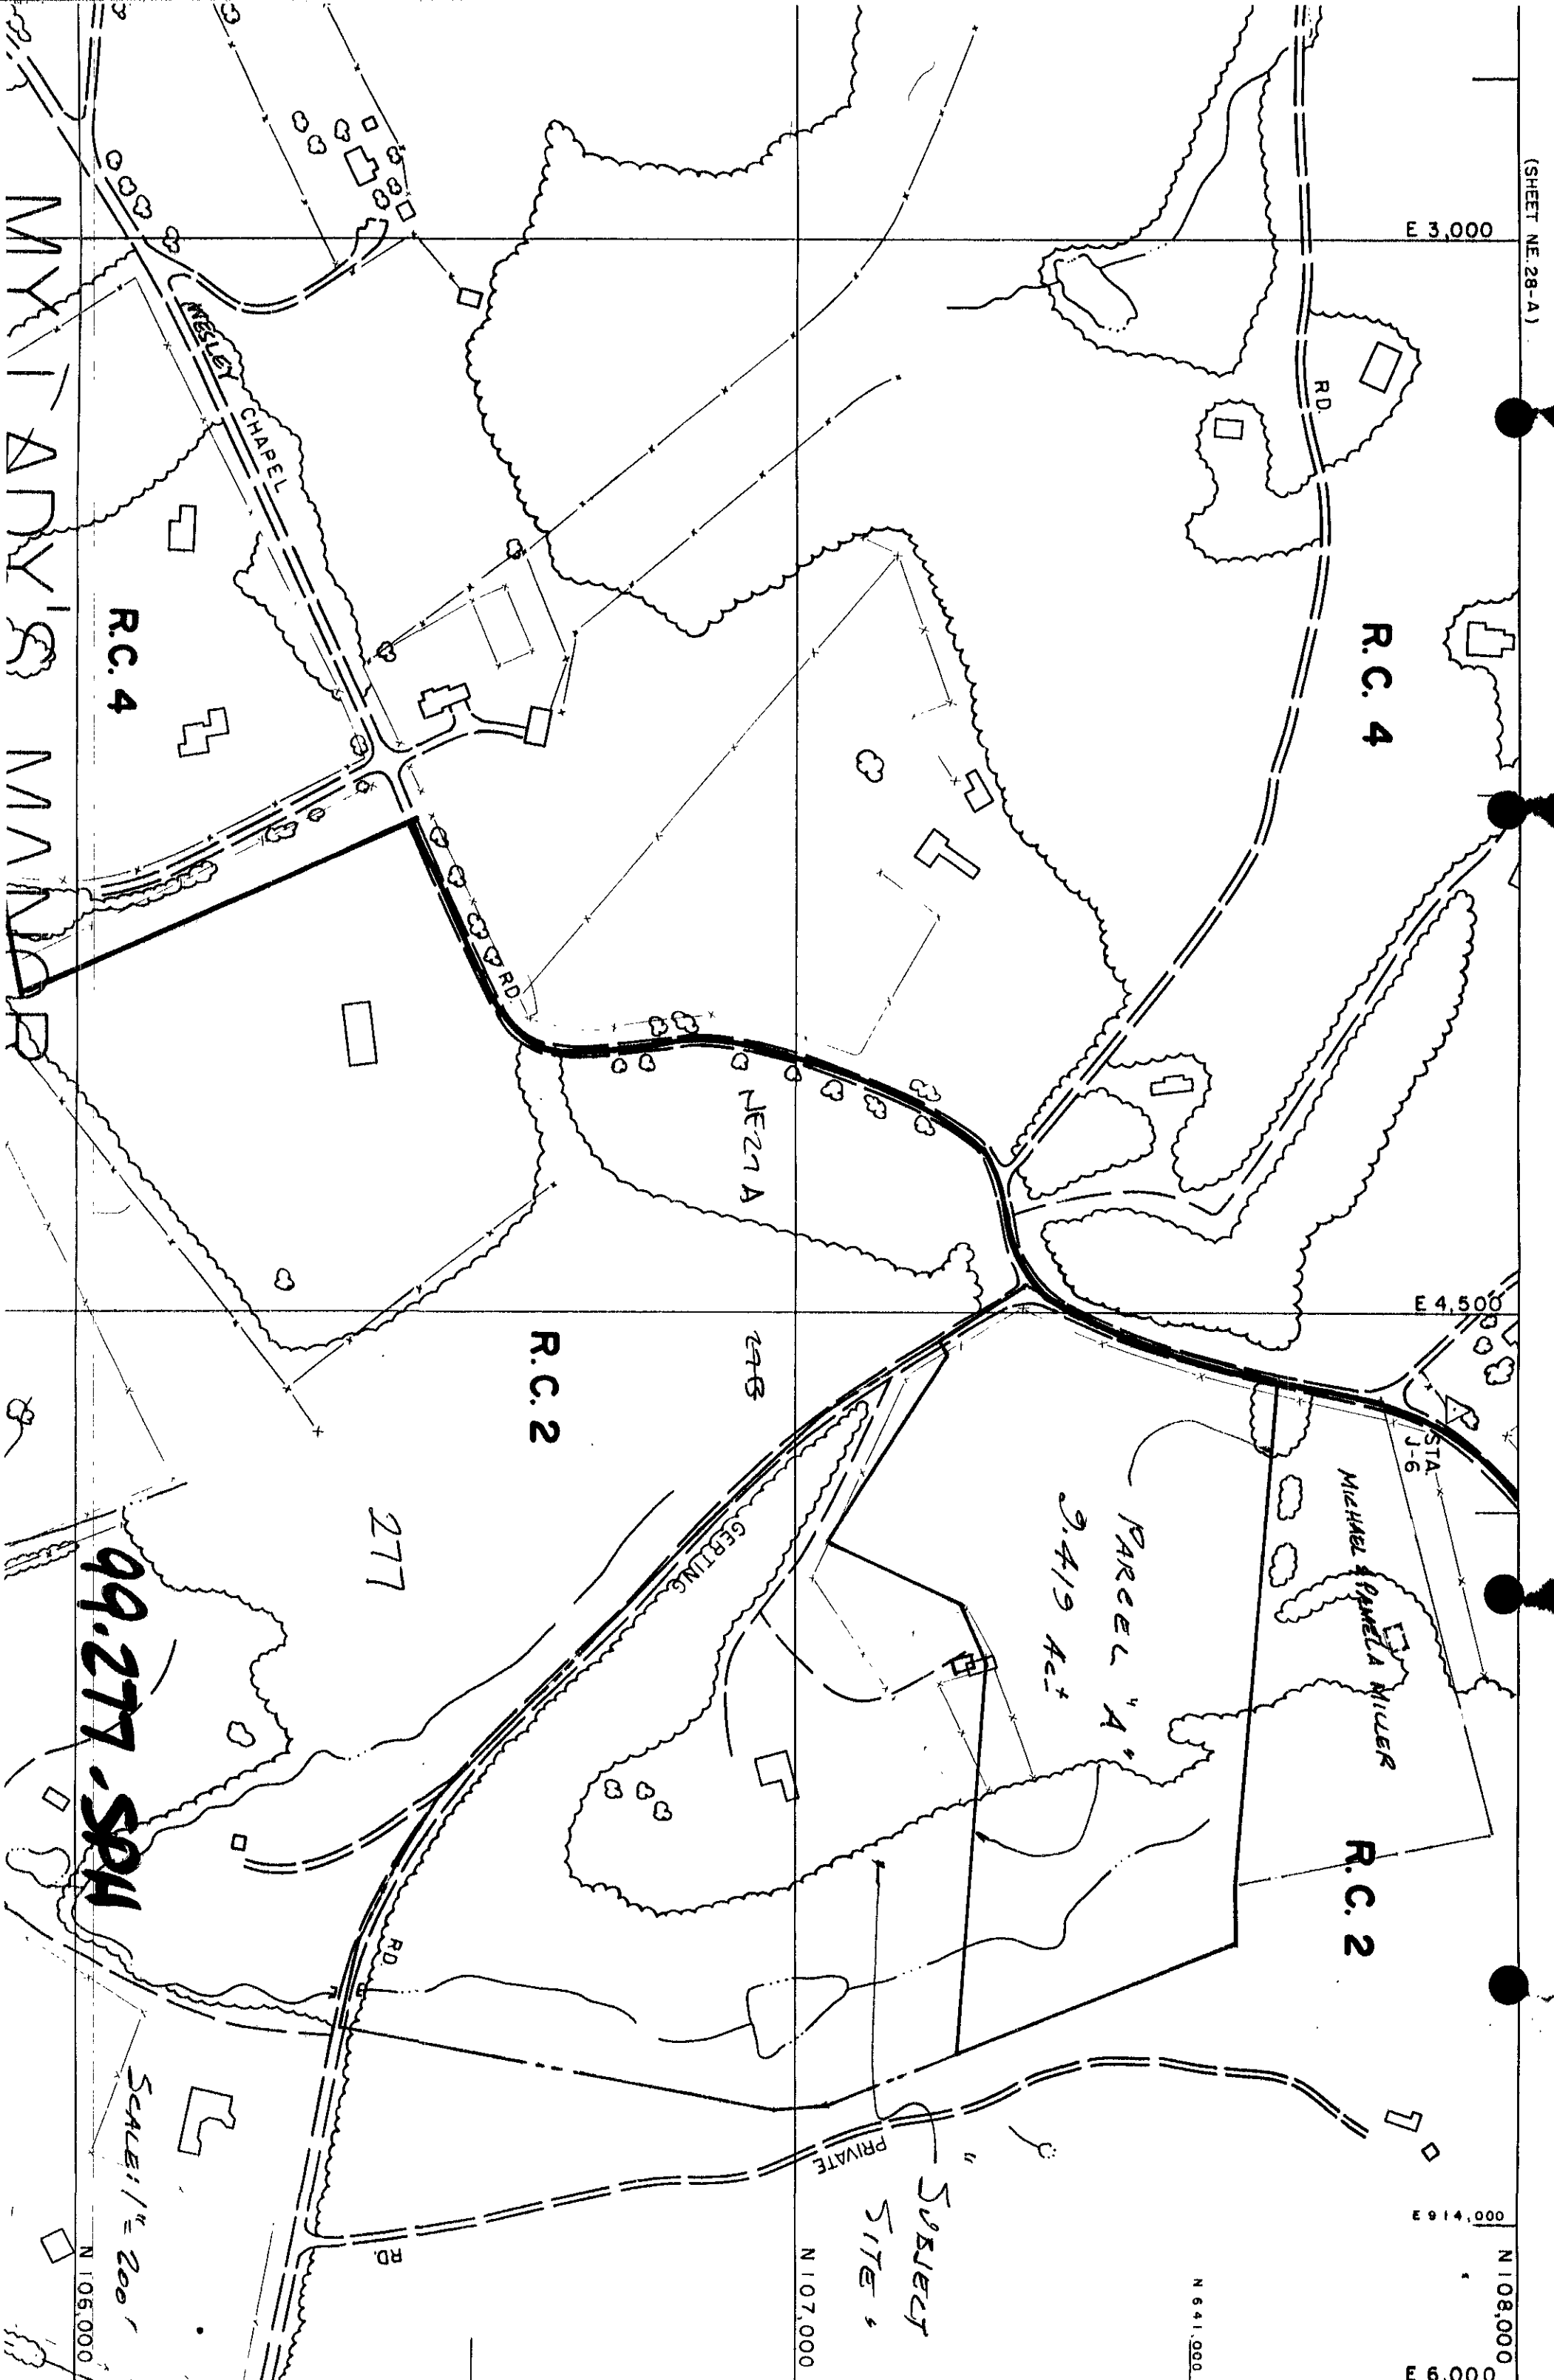 (SHEET NE. 28-A)
E 3,000
RD.
WESLEY
CHAPEL
RD.
MY LADY'S MANOR
R.C. 4
R.C. 4
NE 27 A
E 4,500
R.C. 2
278
STA.
J-6
MICHAEL & PAMELA MILLER
PARCEL "A"
9.419 Ac±
277
GERTING
RD.
99.277.SPH
R.C. 2
PRIVATE
RD.
"SUBJECT
SITE"
SCALE: 1" = 200'
E 914,000
N 106,000
N 107,000
N 641,000
N 108,000
E 6,000